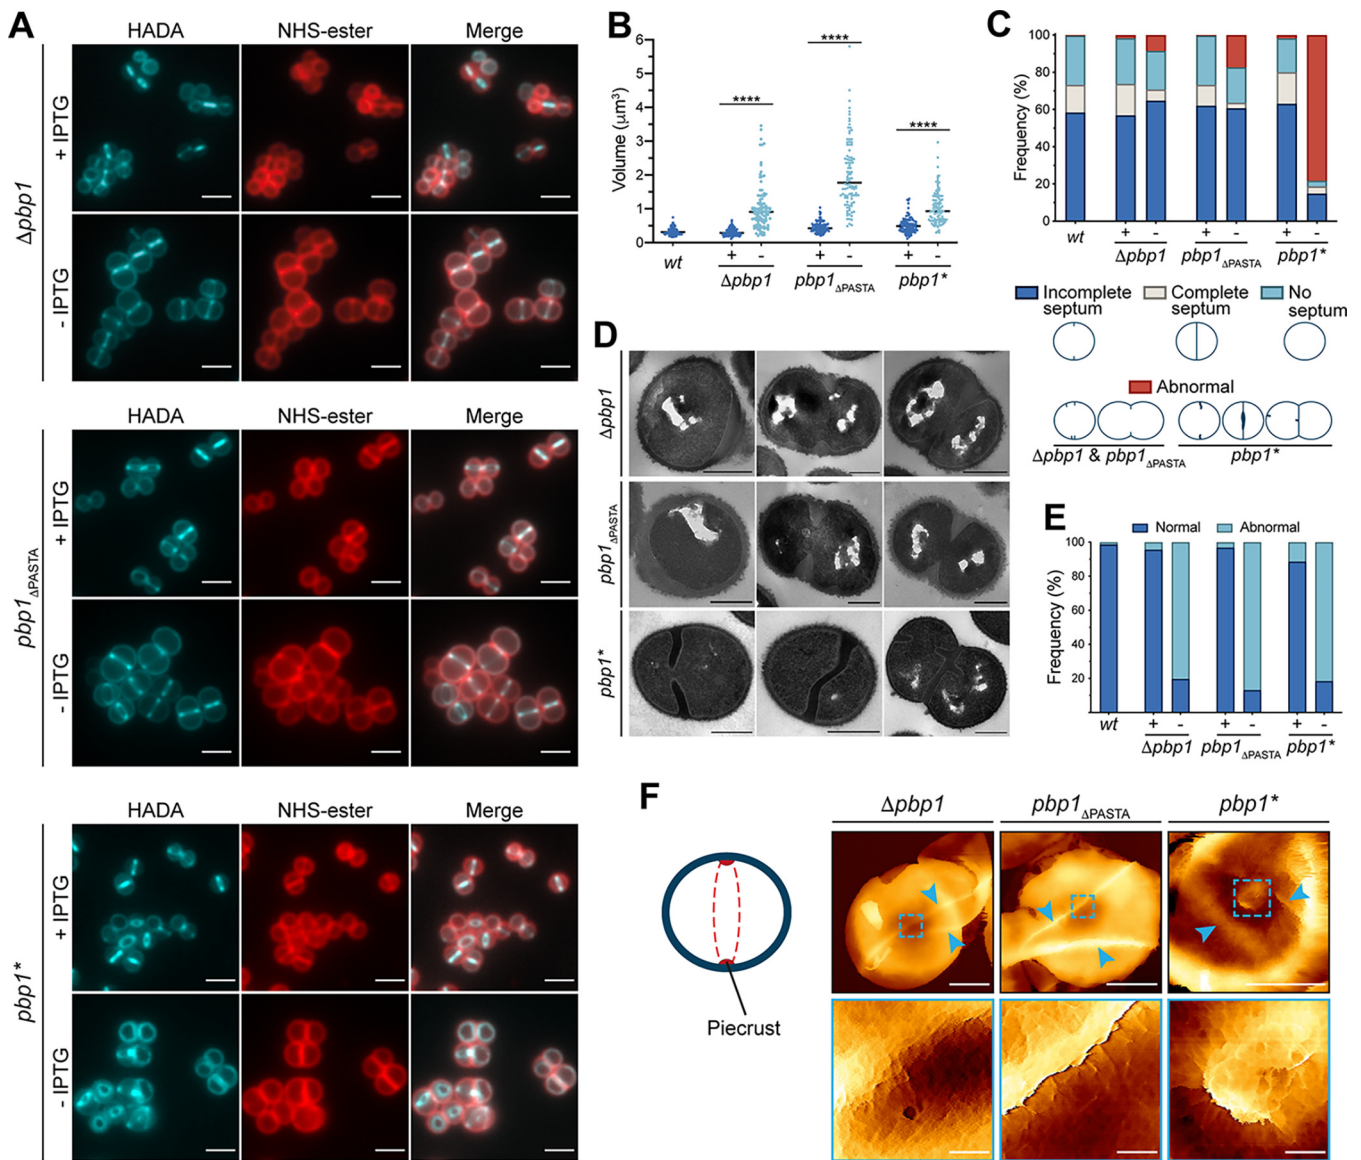 A
HADA
NHS-ester
Merge
Δpbp1
+ IPTG
- IPTG
HADA
NHS-ester
Merge
pbp1ΔPASTA
+ IPTG
- IPTG
HADA
NHS-ester
Merge
pbp1*
+ IPTG
- IPTG
B
Volume (μm³)
6
5
4
3
2
1
0
****
****
****
+ - + - + -
wt
Δpbp1
pbp1ΔPASTA
pbp1*
C
Frequency (%)
100
80
60
40
20
0
+ - + - + -
wt
Δpbp1
pbp1ΔPASTA
pbp1*
Incomplete septum
Complete septum
No septum
Abnormal
Δpbp1 & pbp1ΔPASTA
pbp1*
D
Δpbp1
pbp1ΔPASTA
pbp1*
E
Normal
Abnormal
Frequency (%)
100
80
60
40
20
+ - + - + -
wt
Δpbp1
pbp1ΔPASTA
pbp1*
F
Piecrust
Δpbp1
pbp1ΔPASTA
pbp1*